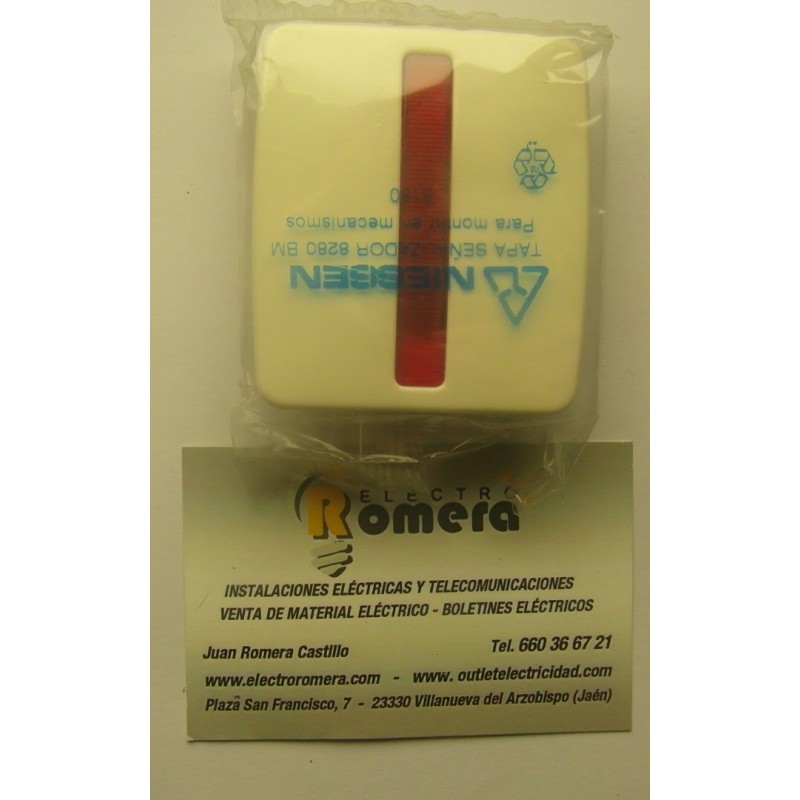 NIESSEN
TAPA SEÑALIZADOR 8280 BM
Para montar en mecanismos
ELECTRO
Romera
INSTALACIONES ELÉCTRICAS Y TELECOMUNICACIONES
VENTA DE MATERIAL ELÉCTRICO - BOLETINES ELÉCTRICOS
Juan Romera Castillo Tel. 660 36 67 21
www.electroromera.com - www. outletelectricidad.com
Plaza San Francisco, 7 - 23330 Villanueva del Arzobispo (Jaén)